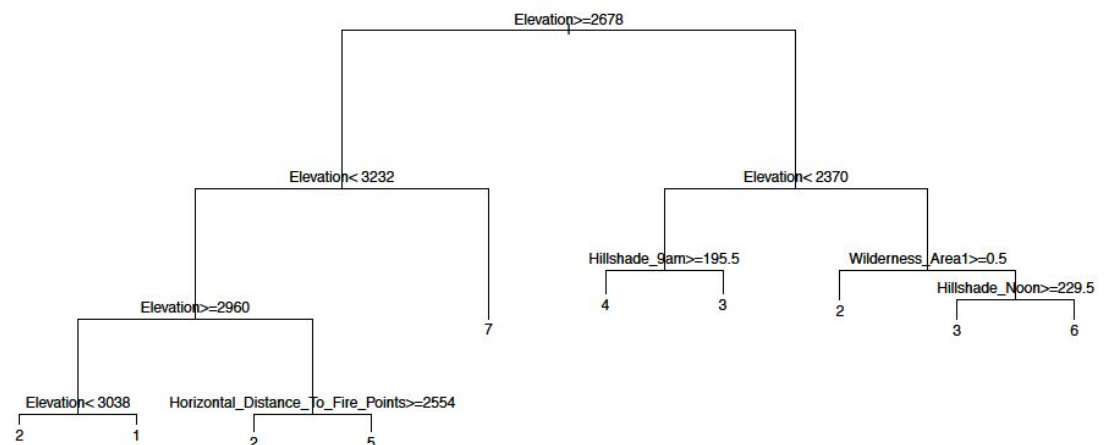 Elevation>=2678
Elevation< 3232
Elevation< 2370
Hillshade_9am>=195.5
Wilderness_Area1>=0.5
4
3
2
Hillshade_Noon>=229.5
Elevation>=2960
7
3
6
Elevation< 3038
Horizontal_Distance_To_Fire_Points>=2554
2
1
2
5